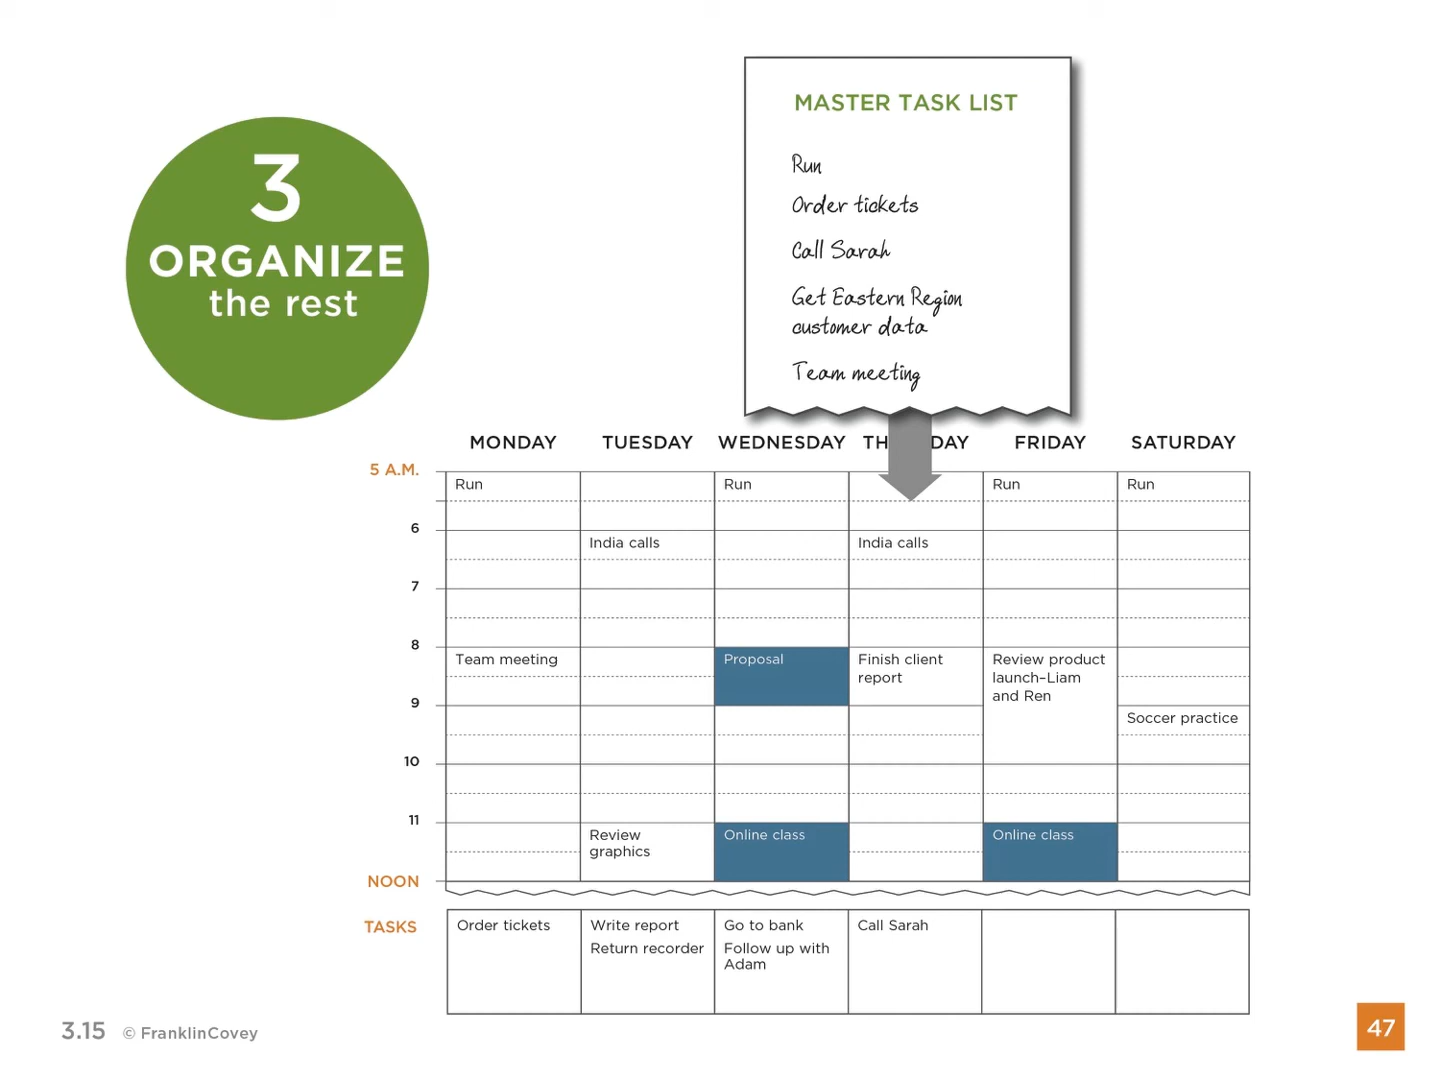 MASTER TASK LIST
Run
Order tickets
Call Sarah
Get Eastern Region
customer data
Team meeting
3
ORGANIZE
the rest
MONDAY TUESDAY WEDNESDAY TH DAY FRIDAY SATURDAY
5 A.M.
Run Run Run Run
6
India calls India calls
7
8
Team meeting Proposal Finish client Review product
report launch–Liam
and Ren
9
Soccer practice
10
11
Review Online class Online class
graphics
NOON
TASKS Order tickets Write report Go to bank Call Sarah
Return recorder Follow up with
Adam
3.15 © FranklinCovey
47